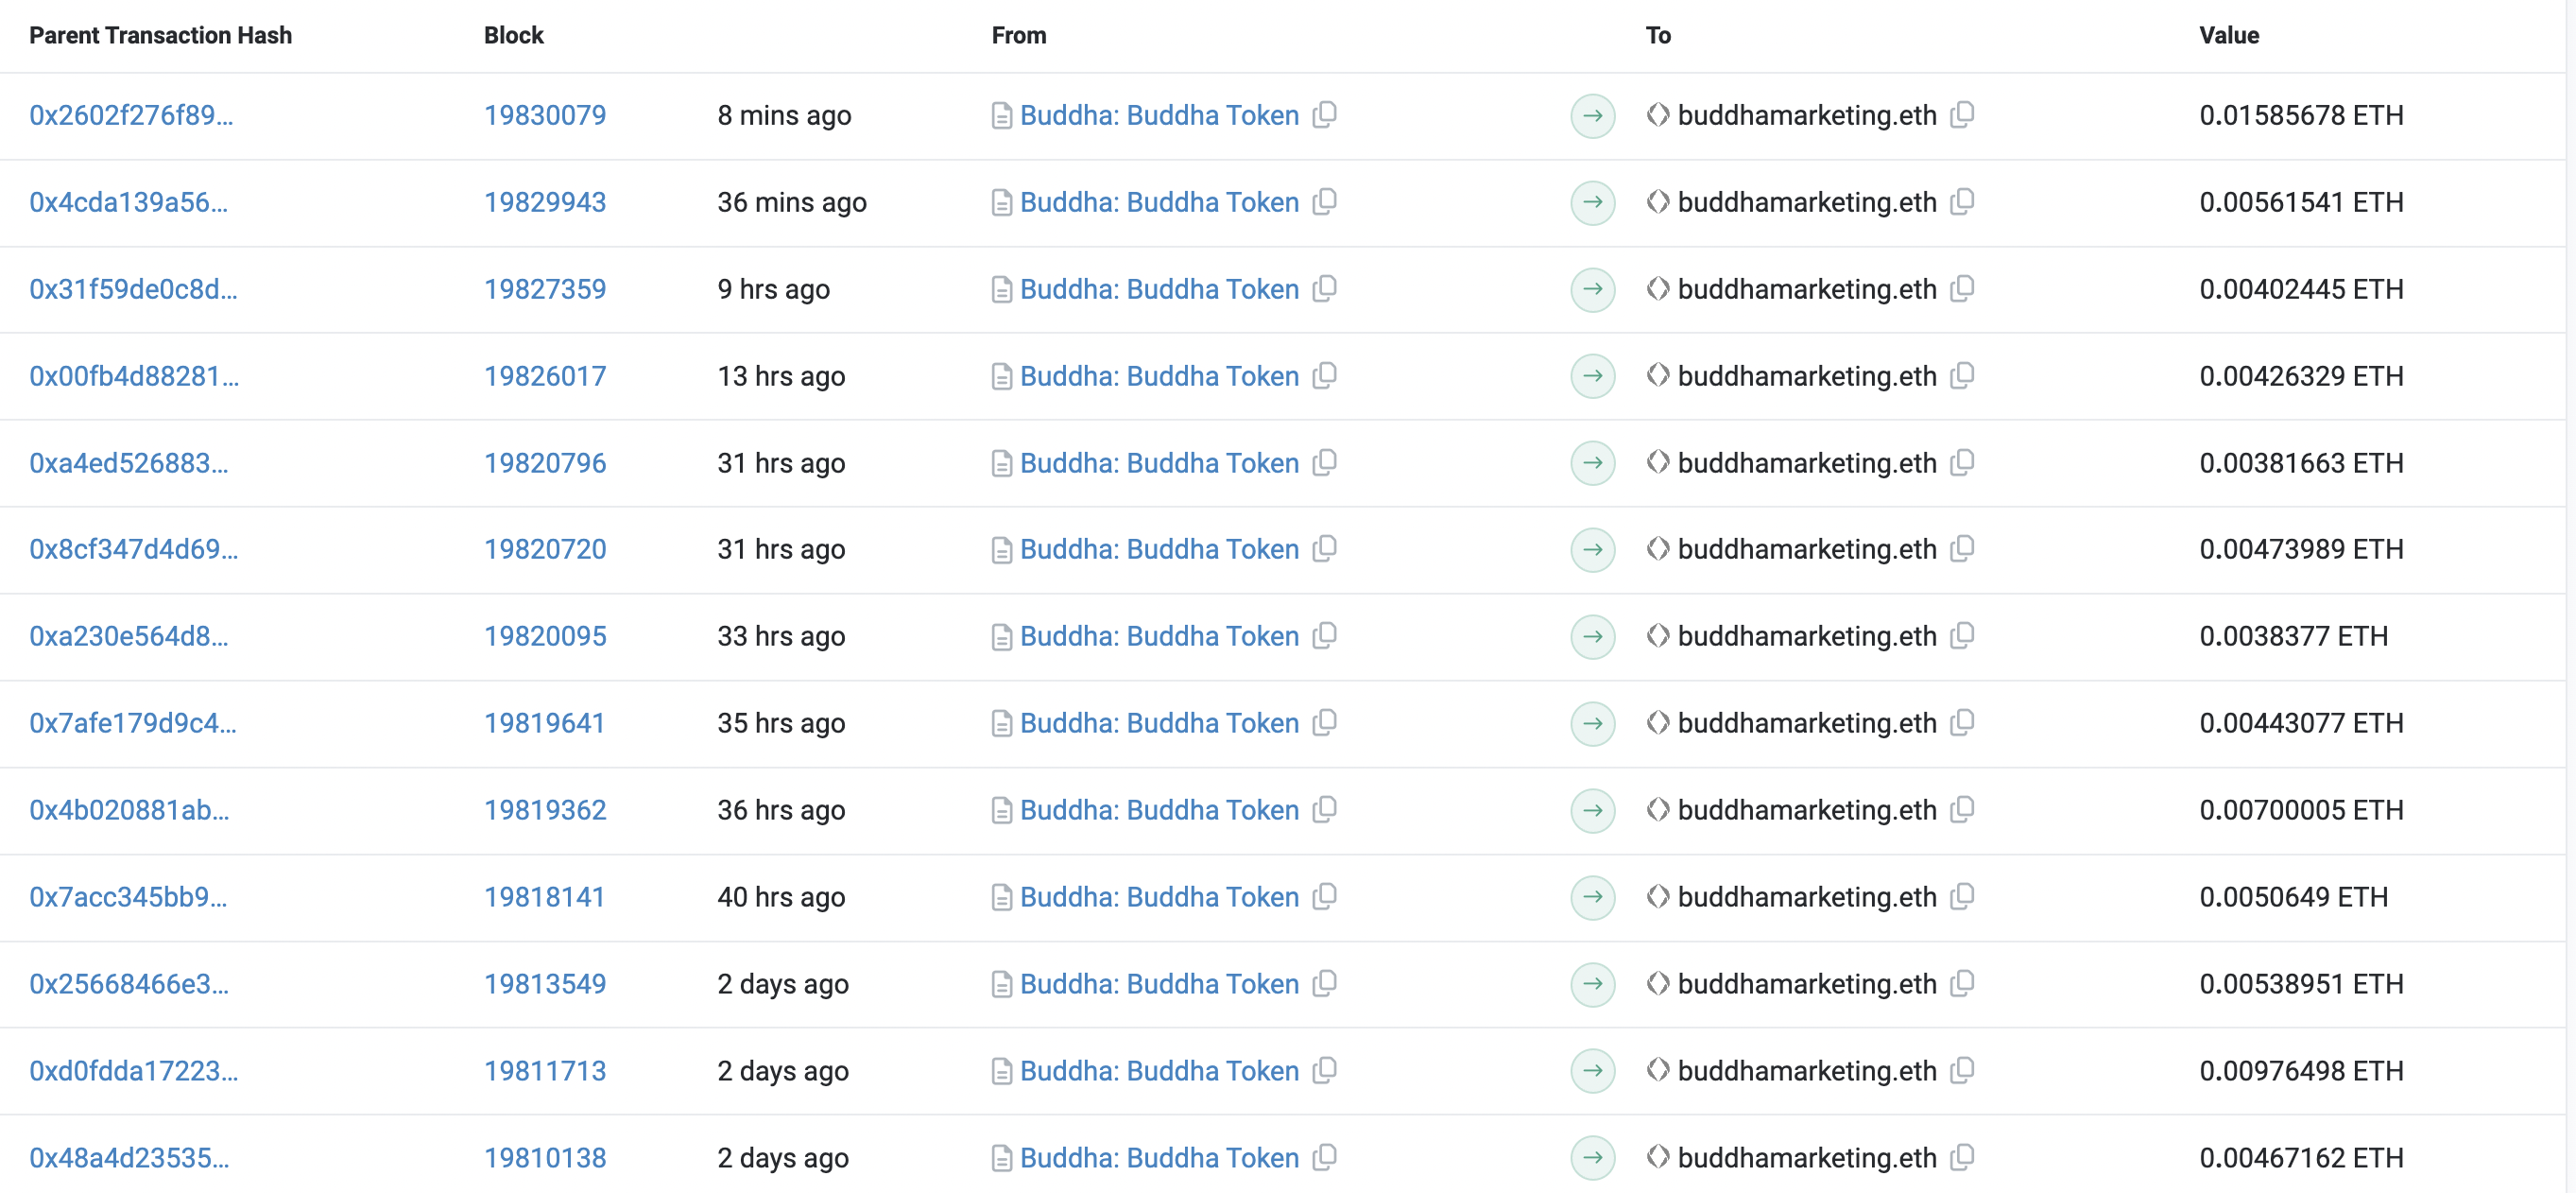 Parent Transaction Hash Block From To Value
0x2602f276f89... 19830079 8 mins ago Buddha: Buddha Token buddhamarketing.eth 0.01585678 ETH
0x4cda139a56... 19829943 36 mins ago Buddha: Buddha Token buddhamarketing.eth 0.00561541 ETH
0x31f59de0c8d... 19827359 9 hrs ago Buddha: Buddha Token buddhamarketing.eth 0.00402445 ETH
0x00fb4d88281... 19826017 13 hrs ago Buddha: Buddha Token buddhamarketing.eth 0.00426329 ETH
0xa4ed526883... 19820796 31 hrs ago Buddha: Buddha Token buddhamarketing.eth 0.00381663 ETH
0x8cf347d4d69... 19820720 31 hrs ago Buddha: Buddha Token buddhamarketing.eth 0.00473989 ETH
0xa230e564d8... 19820095 33 hrs ago Buddha: Buddha Token buddhamarketing.eth 0.0038377 ETH
0x7afe179d9c4... 19819641 35 hrs ago Buddha: Buddha Token buddhamarketing.eth 0.00443077 ETH
0x4b020881ab... 19819362 36 hrs ago Buddha: Buddha Token buddhamarketing.eth 0.00700005 ETH
0x7acc345bb9... 19818141 40 hrs ago Buddha: Buddha Token buddhamarketing.eth 0.0050649 ETH
0x25668466e3... 19813549 2 days ago Buddha: Buddha Token buddhamarketing.eth 0.00538951 ETH
0xd0fdda17223... 19811713 2 days ago Buddha: Buddha Token buddhamarketing.eth 0.00976498 ETH
0x48a4d23535... 19810138 2 days ago Buddha: Buddha Token buddhamarketing.eth 0.00467162 ETH